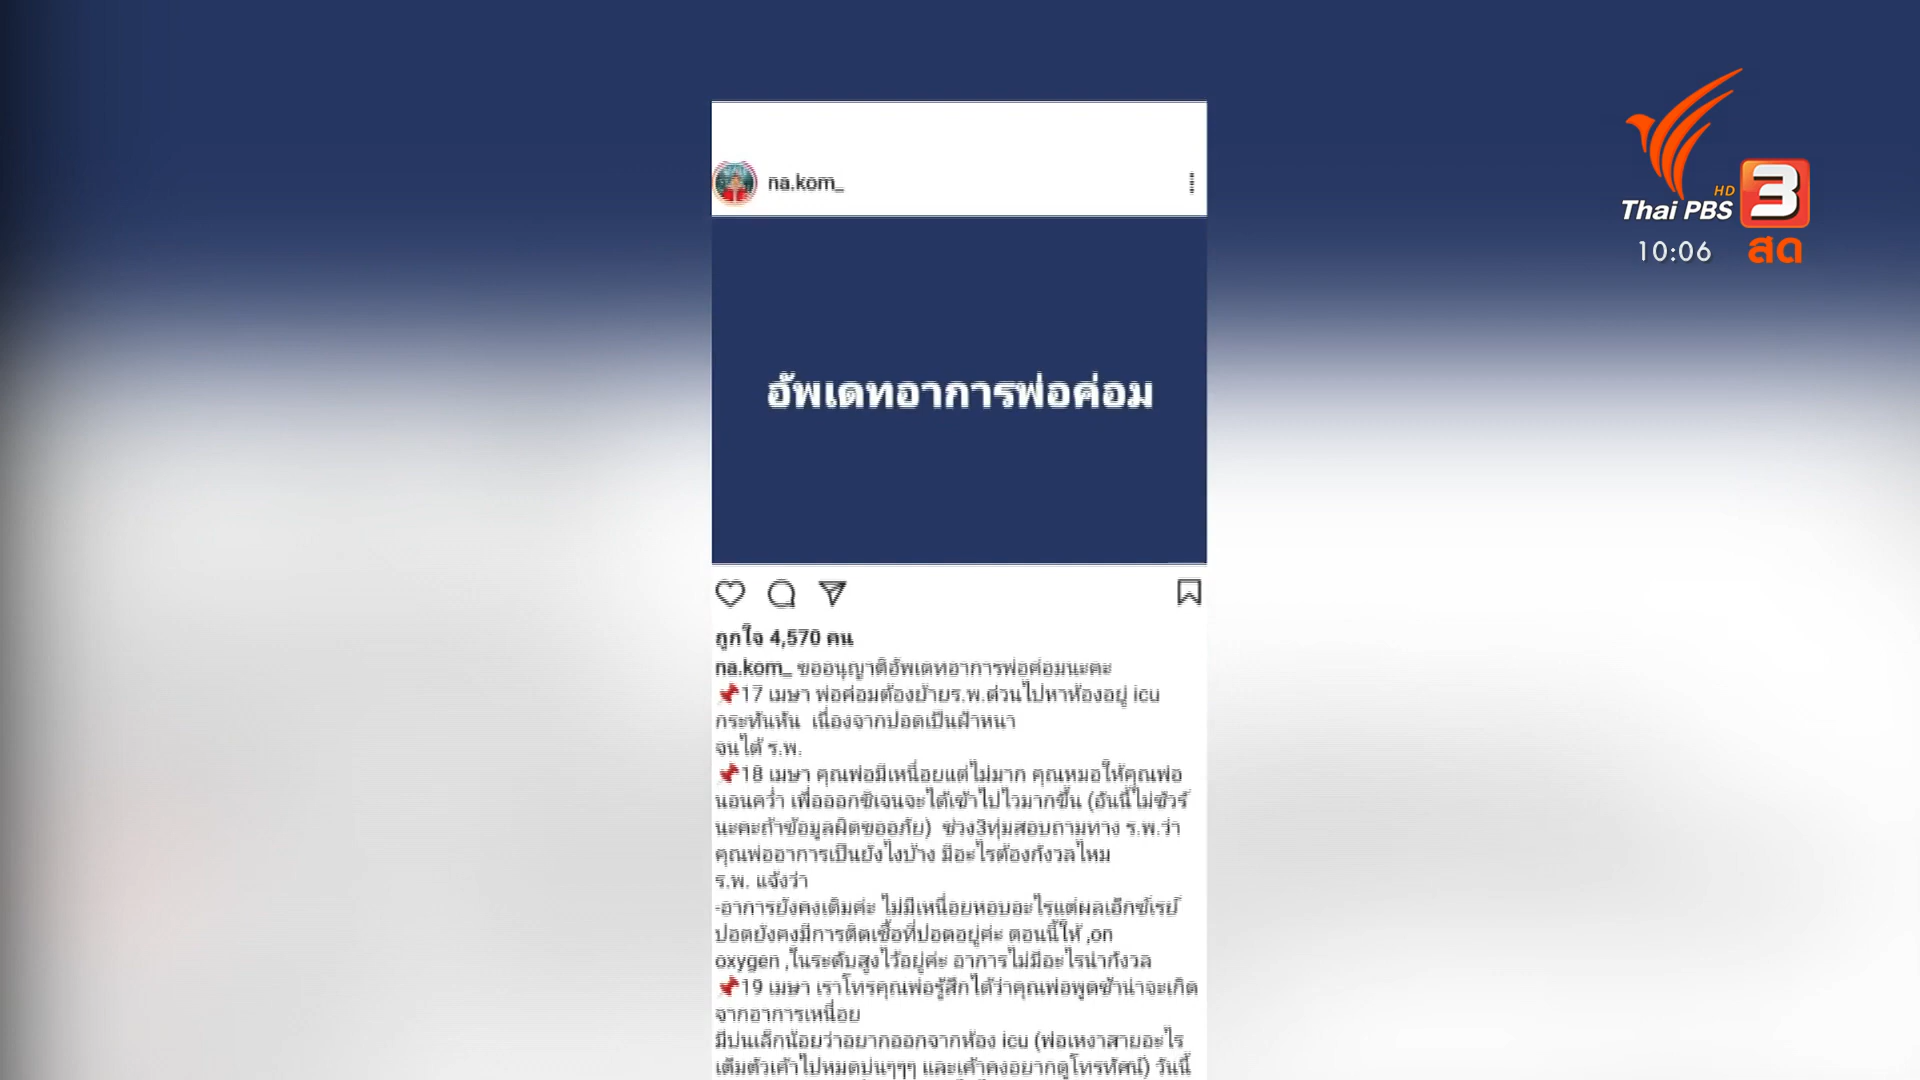 HD
Thai PBS 3
10:06 สด
na.kom_
อัพเดทอาการพ่อค่อม
ถูกใจ 4,570 คน
na.kom_ ขออนุญาติอัพเดทอาการพ่อค่อมนะคะ
📌17 เมษา พ่อค่อมต้องย้ายร.พ.ด่วนไปหาห้องอยู่ icu
กระทันหัน เนื่องจากปอดเป็นฝ้าหนา
จนได้ ร.พ.
📌18 เมษา คุณพ่อมีเหนื่อยแต่ไม่มาก คุณหมอให้คุณพ่อ
นอนคว่ำ เพื่อออกซิเจนจะได้เข้าไปไวมากขึ้น (อันนี้ไม่ชัวร์
นะคะถ้าข้อมูลผิดขออภัย) ช่วง3ทุ่มสอบถามทาง ร.พ.ว่า
คุณพ่ออาการเป็นยังไงบ้าง มีอะไรต้องกังวลไหม
ร.พ. แจ้งว่า
-อาการยังคงเดิมค่ะ ไม่มีเหนื่อยหอบอะไรแต่ผลเอ็กซ์เรย์
ปอดยังคงมีการติดเชื้อที่ปอดอยู่ค่ะ ตอนนี้ให้ ,on
oxygen ,ในระดับสูงไว้อยู่ค่ะ อาการไม่มีอะไรน่ากังวล
📌19 เมษา เราโทรคุณพ่อรู้สึกได้ว่าคุณพ่อพูดช้าน่าจะเกิด
จากอาการเหนื่อย
มีบ่นเล็กน้อยว่าอยากออกจากห้อง icu (พ่อเหงาสายอะไร
เต็มตัวเค้าไปหมดบ่นๆๆๆ และเค้าคงอยากดูโทรทัศน์) วันนี้